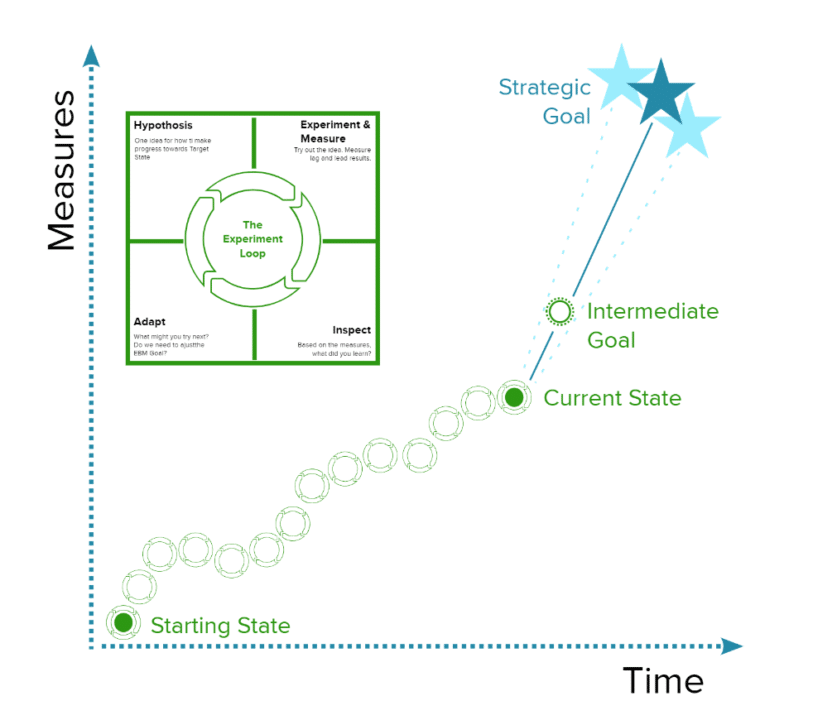 Measures
Hypothosis
One idea for how ti make
progress towards Target
State
Experiment &
Measure
Try out the idea. Measure
lag and lead results.
The
Experiment
Loop
Adapt
What might you try next?
Do we need to ajustthe
EBM Goal?
Inspect
Based on the measures,
what did you learn?
Strategic
Goal
Intermediate
Goal
Current State
Starting State
Time